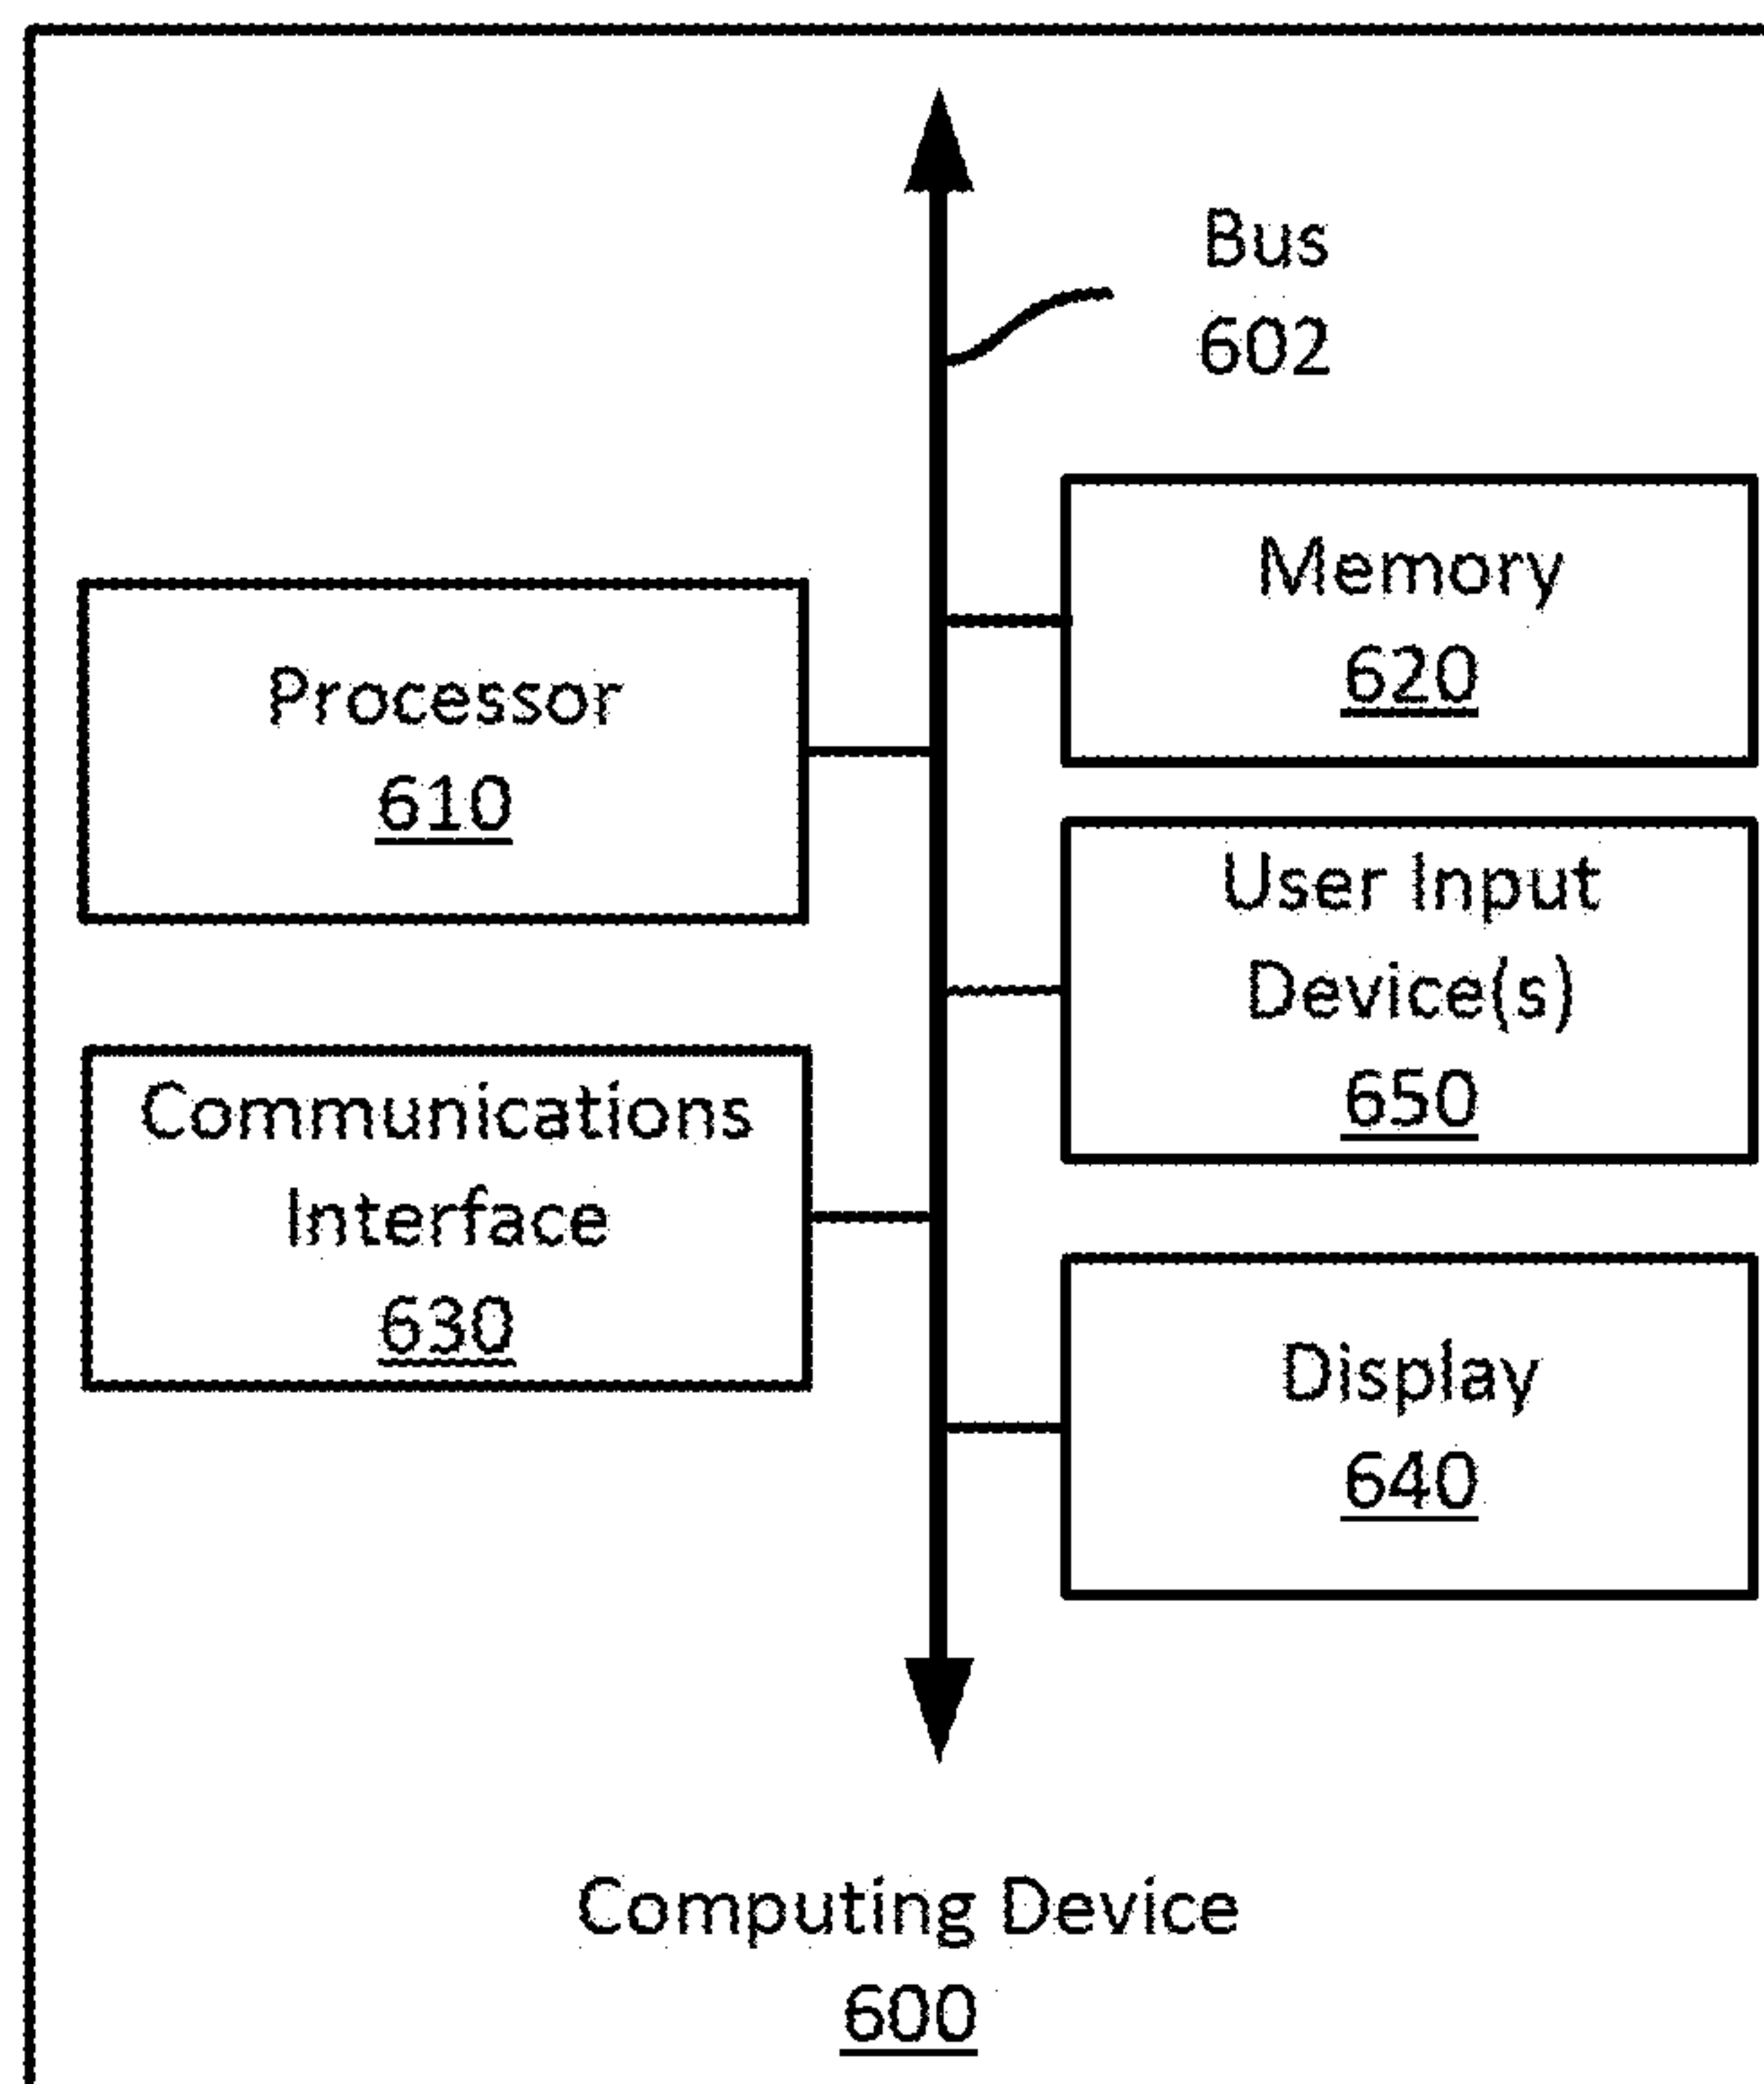 Bus
602
Memory
620
Processor
610
User Input
Device(s)
650
Communications
Interface
630
Display
640
Computing Device
600